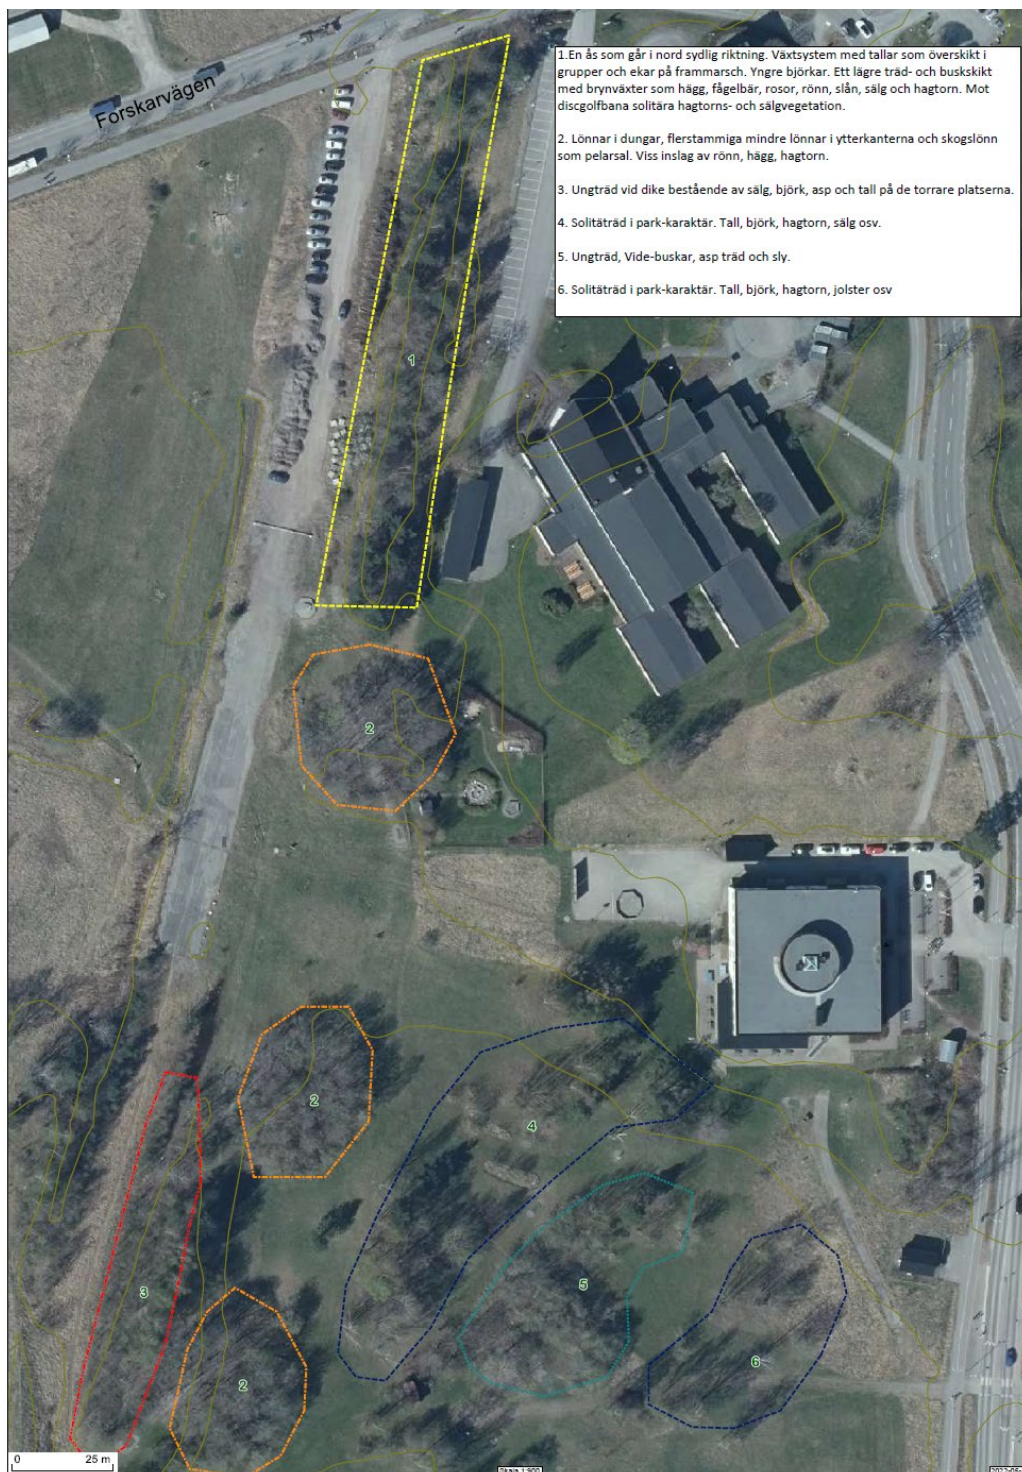 Forskarvägen
1.En ås som går i nord sydlig riktning. Växtsystem med tallar som överskikt i
grupper och ekar på frammarsch. Yngre björkar. Ett lägre träd- och buskskikt
med brynväxter som hägg, fågelbär, rosor, rönn, slån, sälg och hagtorn. Mot
discgolfbana solitära hagtorns- och sälgvegetation.
2. Lönnar i dungar, flerstammiga mindre lönnar i ytterkanterna och skogslönn
som pelarsal. Viss inslag av rönn, hägg, hagtorn.
3. Ungträd vid dike bestående av sälg, björk, asp och tall på de torrare platserna.
4. Solitäträd i park-karaktär. Tall, björk, hagtorn, sälg osv.
5. Ungträd, Vide-buskar, asp träd och sly.
6. Solitäträd i park-karaktär. Tall, björk, hagtorn, jolster osv
1
2
2
4
5
3
6
2
0 25 m
Skala 1:900